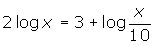 2 log x = 3 + log x/10